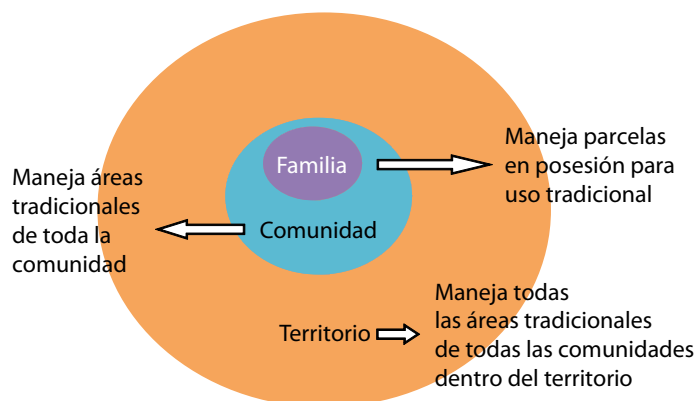 Familia
Maneja parcelas
en posesión para
uso tradicional
Maneja áreas
tradicionales
de toda la
comunidad
Comunidad
Territorio
Maneja todas
las áreas tradicionales
de todas las comunidades
dentro del territorio